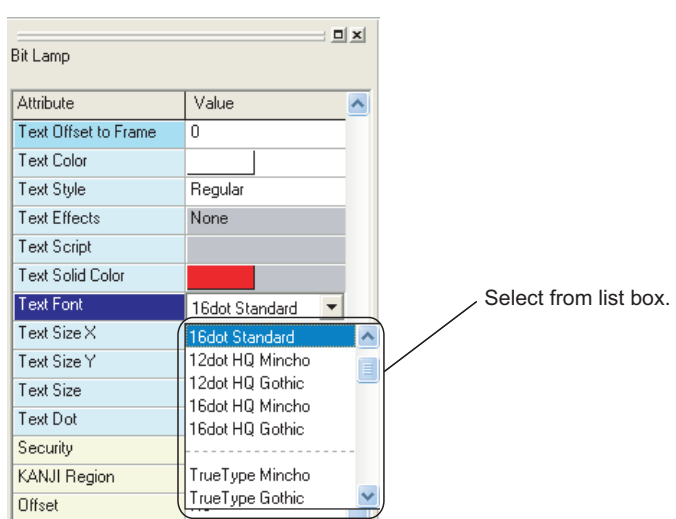 Bit Lamp
Attribute Value
Text Offset to Frame 0
Text Color
Text Style Regular
Text Effects None
Text Script
Text Solid Color
Text Font 16dot Standard
Select from list box.
Text Size X 16dot Standard
Text Size Y 12dot HQ Mincho
12dot HQ Gothic
Text Size 16dot HQ Mincho
Text Dot 16dot HQ Gothic
Security
KANJI Region TrueType Mincho
Offset TrueType Gothic